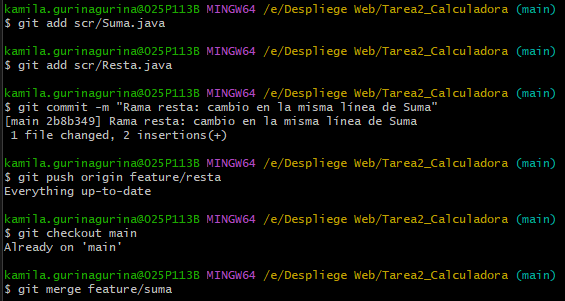 kamila.gurinagurina@025P113B MINGW64 /e/Despliege Web/Tarea2_Calculadora (main)
$ git add scr/Suma.java
kamila.gurinagurina@025P113B MINGW64 /e/Despliege Web/Tarea2_Calculadora (main)
$ git add scr/Resta.java
kamila.gurinagurina@025P113B MINGW64 /e/Despliege Web/Tarea2_Calculadora (main)
$ git commit -m "Rama resta: cambio en la misma línea de Suma"
[main 2b8b349] Rama resta: cambio en la misma línea de Suma
 1 file changed, 2 insertions(+)
kamila.gurinagurina@025P113B MINGW64 /e/Despliege Web/Tarea2_Calculadora (main)
$ git push origin feature/resta
Everything up-to-date
kamila.gurinagurina@025P113B MINGW64 /e/Despliege Web/Tarea2_Calculadora (main)
$ git checkout main
Already on 'main'
kamila.gurinagurina@025P113B MINGW64 /e/Despliege Web/Tarea2_Calculadora (main)
$ git merge feature/suma